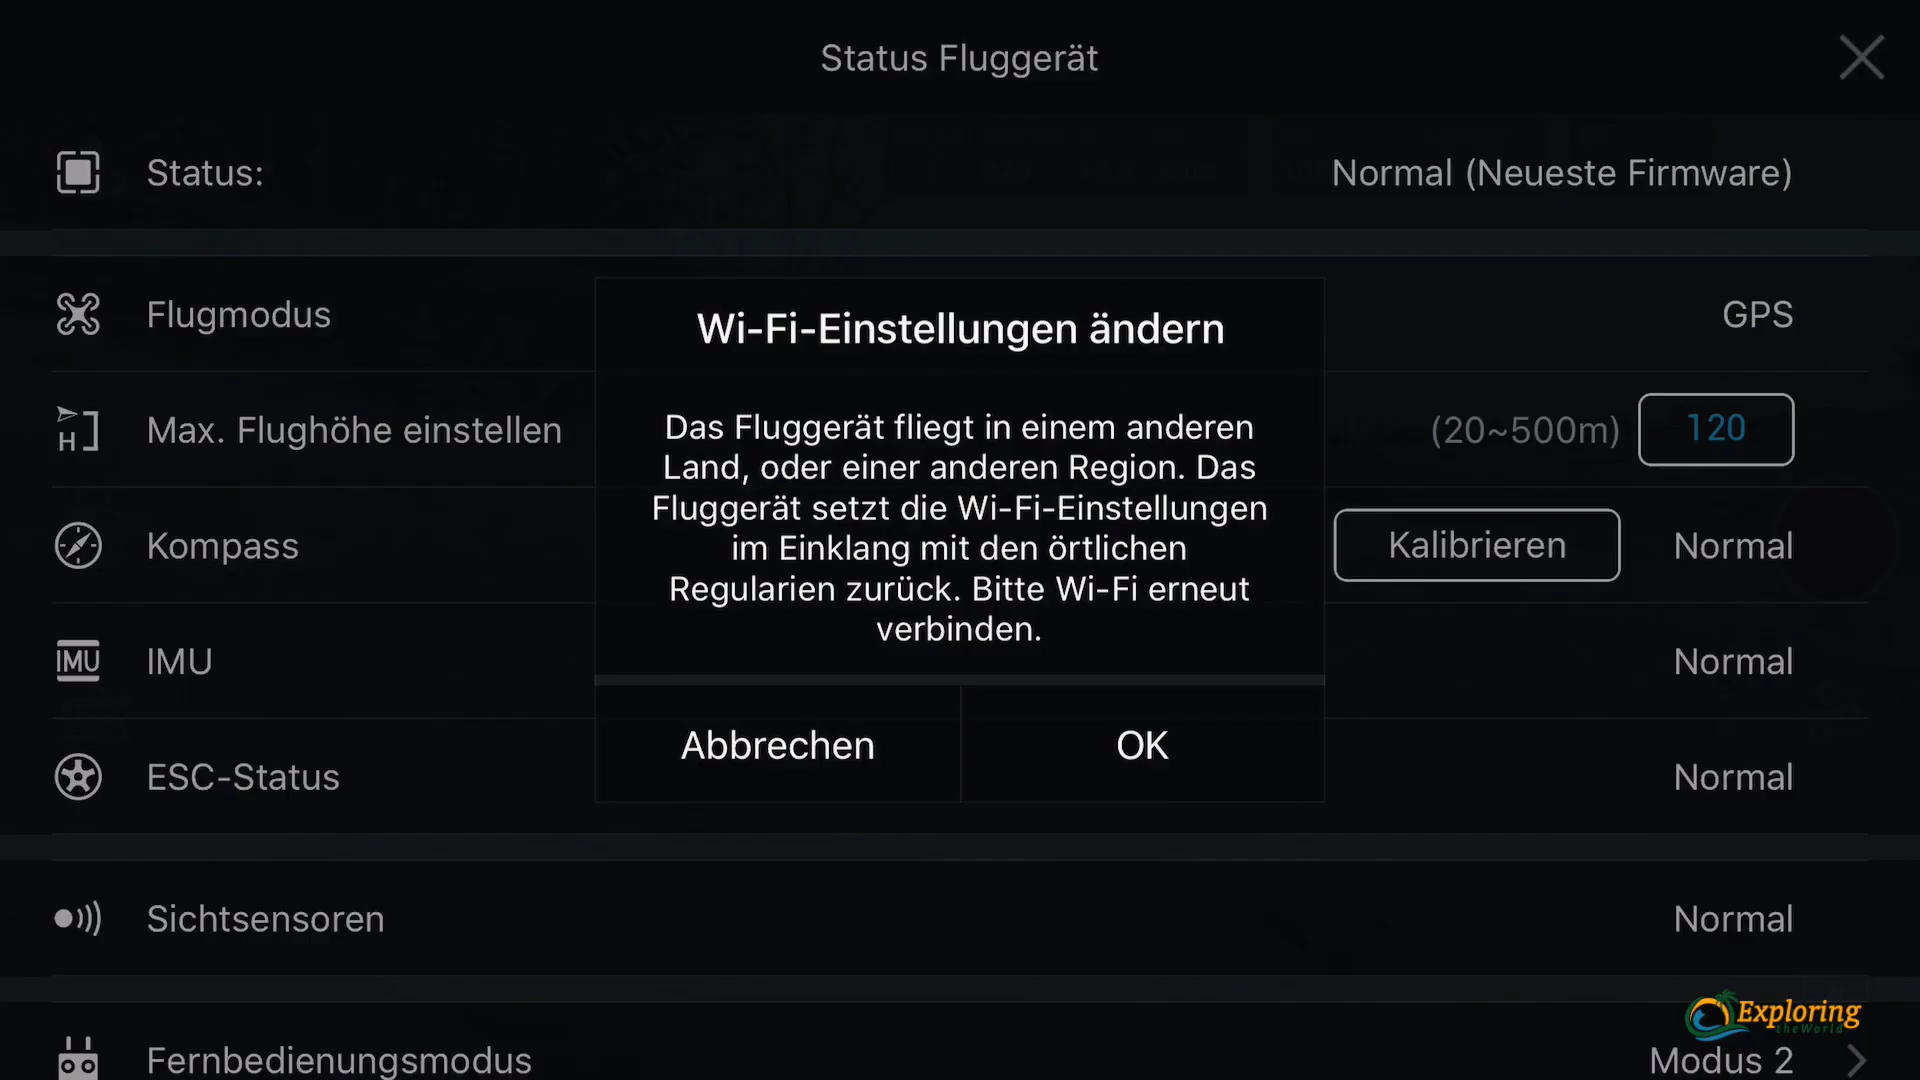 Status Fluggerät
Status:
Normal (Neueste Firmware)
Flugmodus
GPS
Max. Flughöhe einstellen
(20~500m)
120
Kompass
Kalibrieren
Normal
IMU
IMU
Normal
ESC-Status
Normal
Sichtsensoren
Normal
Fernbedienungsmodus
Modus 2
Wi-Fi-Einstellungen ändern
Das Fluggerät fliegt in einem anderen
Land, oder einer anderen Region. Das
Fluggerät setzt die Wi-Fi-Einstellungen
im Einklang mit den örtlichen
Regularien zurück. Bitte Wi-Fi erneut
verbinden.
Abbrechen
OK
H
Exploring
theWorld